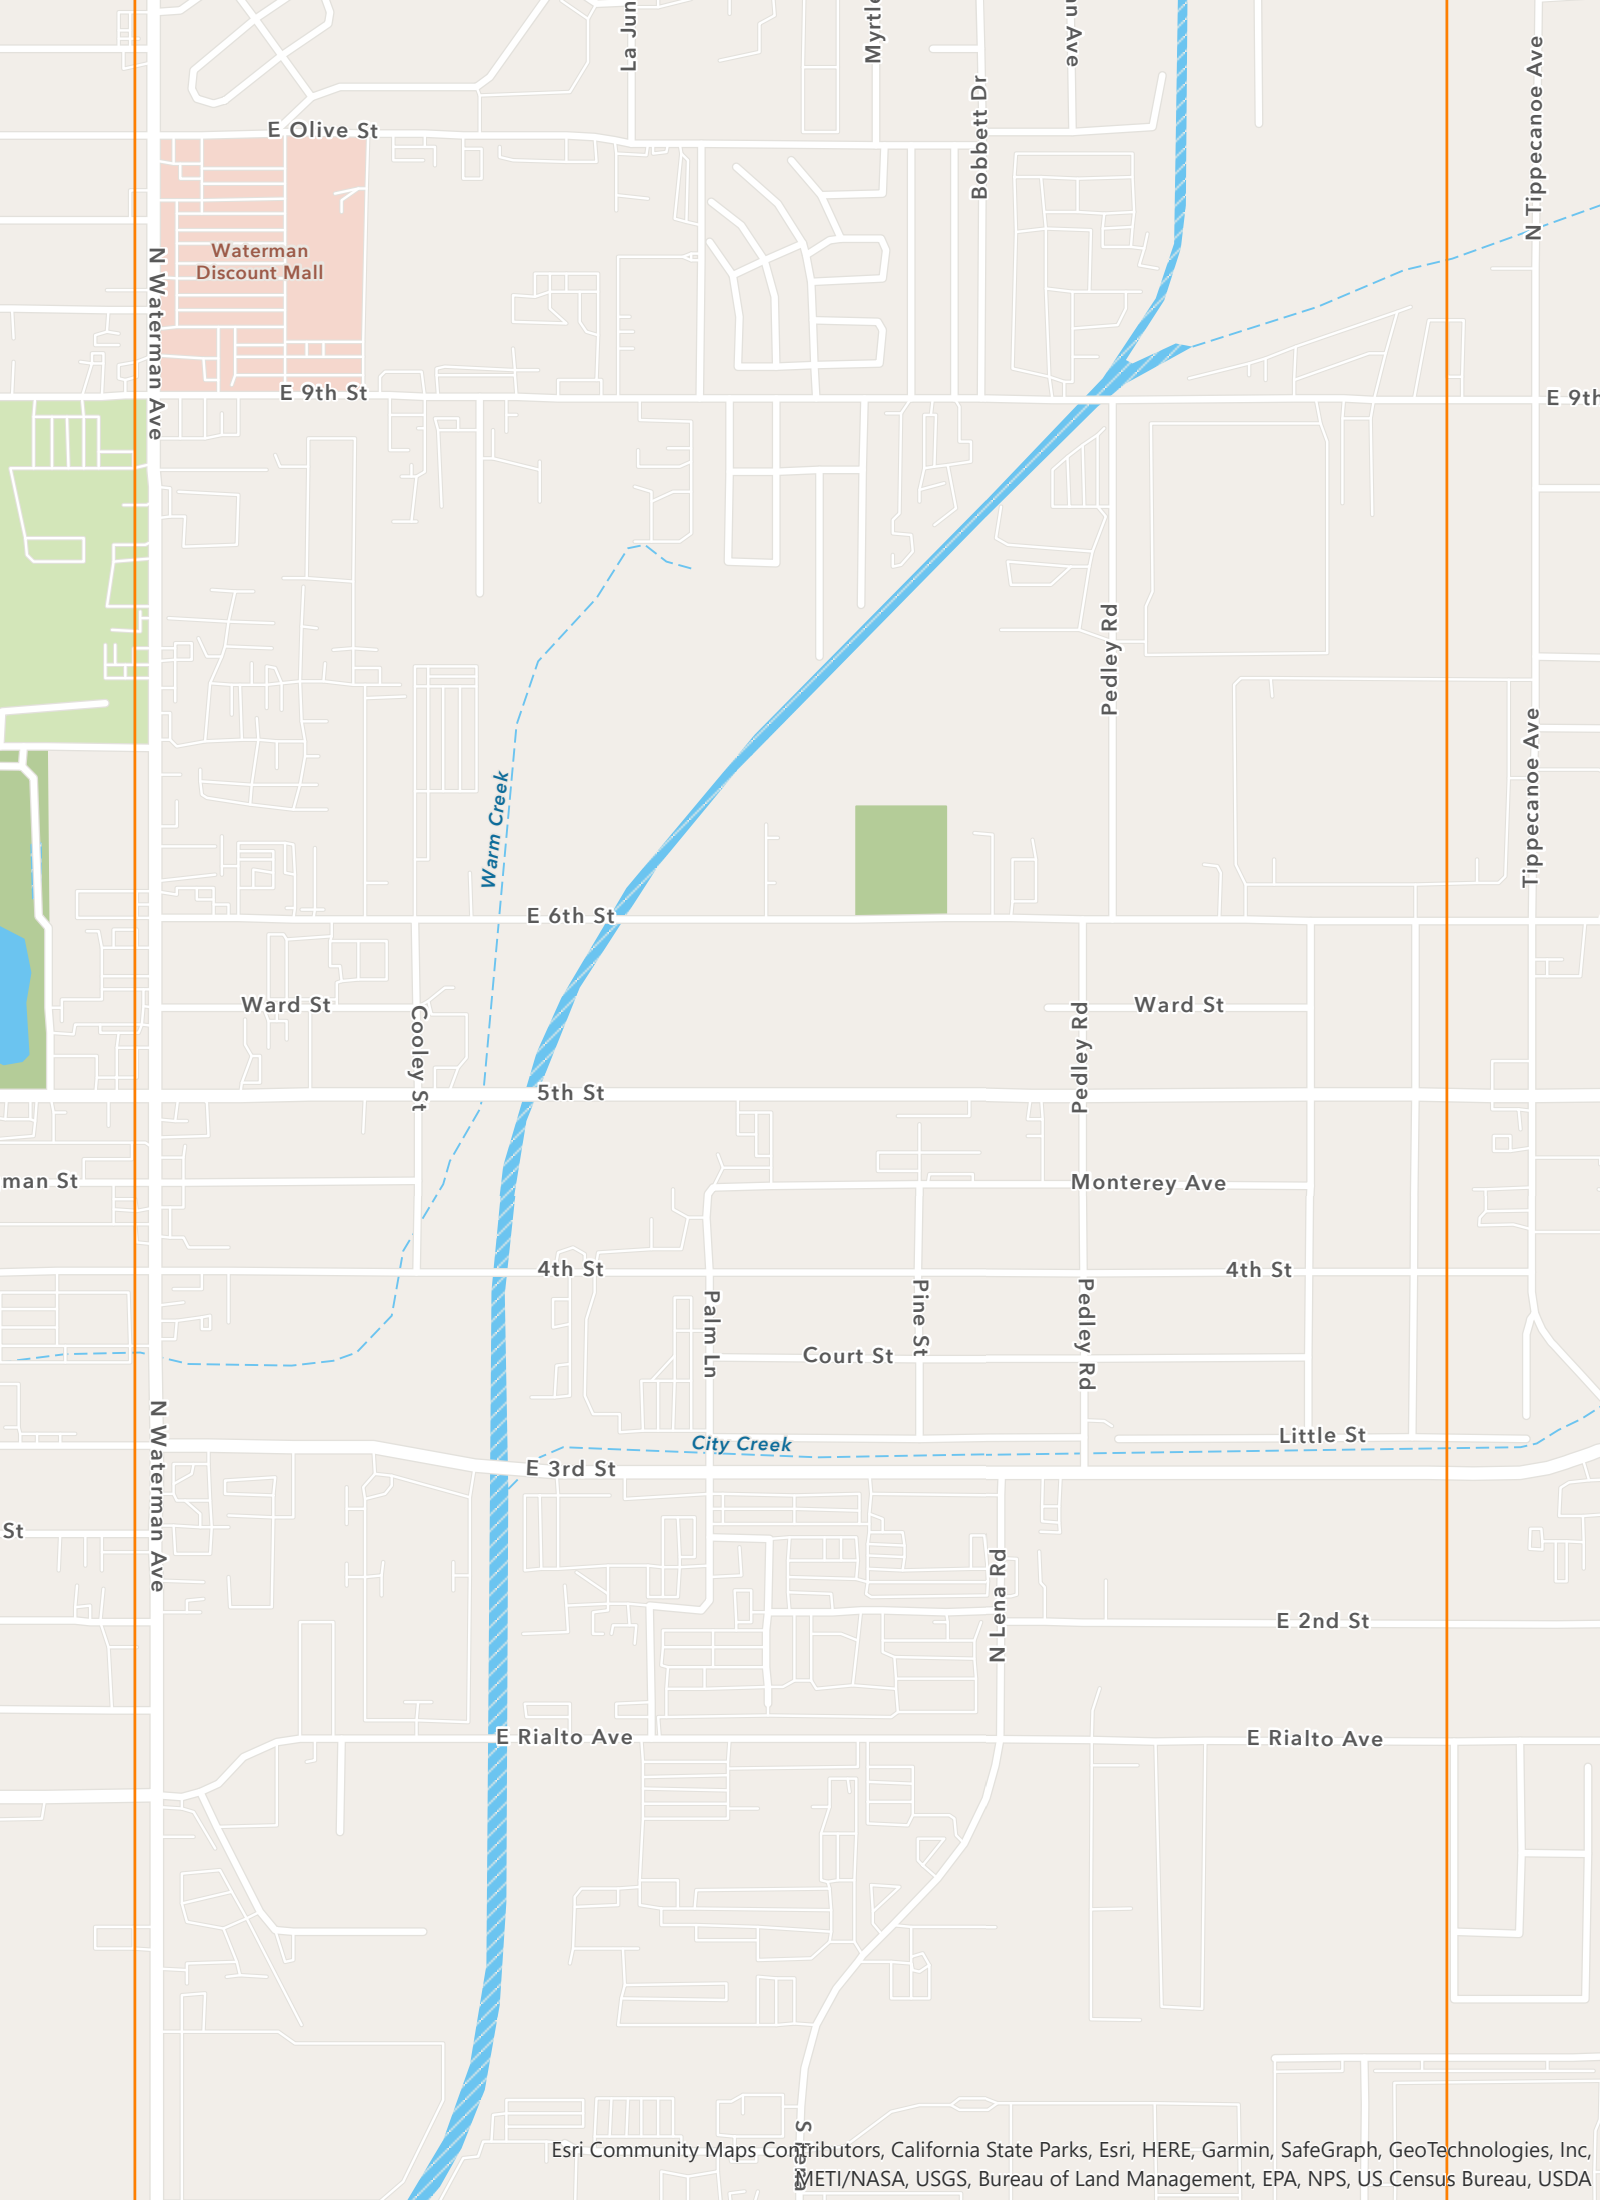 La Jun
Myrtle
n Ave
N Tippecanoe Ave
Bobbett Dr
E Olive St
Waterman
Discount Mall
N Waterman Ave
E 9th St
E 9th
Pedley Rd
Tippecanoe Ave
Warm Creek
E 6th St
Ward St
Ward St
Cooley St
Pedley Rd
5th St
man St
Monterey Ave
4th St
4th St
Palm Ln
Pine St
Pedley Rd
Court St
N Waterman Ave
City Creek
Little St
E 3rd St
St
N Lena Rd
E 2nd St
E Rialto Ave
E Rialto Ave
S Lena
Esri Community Maps Contributors, California State Parks, Esri, HERE, Garmin, SafeGraph, GeoTechnologies, Inc,
METI/NASA, USGS, Bureau of Land Management, EPA, NPS, US Census Bureau, USDA